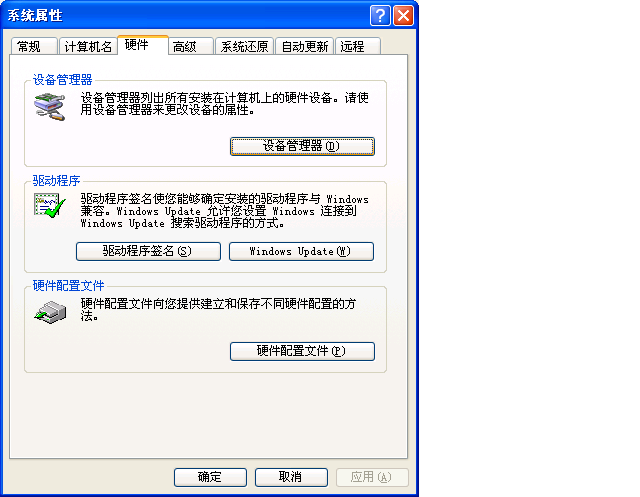 系统属性
常规 计算机名 硬件 高级 系统还原 自动更新 远程
设备管理器
设备管理器列出所有安装在计算机上的硬件设备。请使
用设备管理器来更改设备的属性。
设备管理器(D)
驱动程序
驱动程序签名使您能够确定安装的驱动程序与 Windows
兼容。Windows Update 允许您设置 Windows 连接到
Windows Update 搜索驱动程序的方式。
驱动程序签名(S) Windows Update(W)
硬件配置文件
硬件配置文件向您提供建立和保存不同硬件配置的方
法。
硬件配置文件(P)
确定 取消 应用(A)